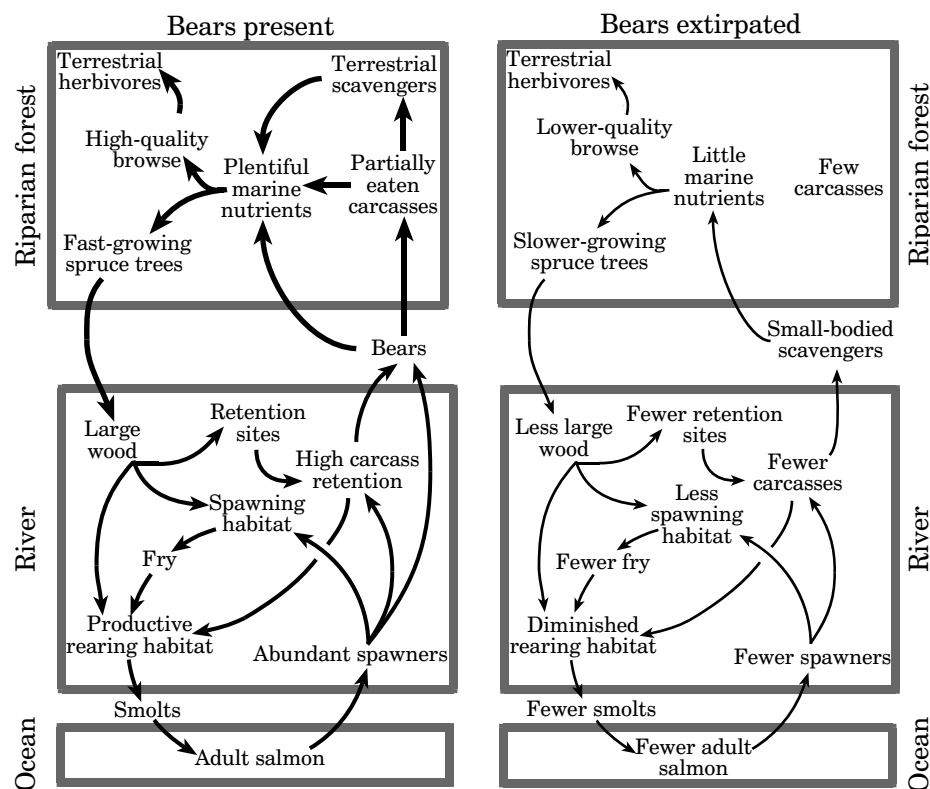 Bears present
Riparian forest
Terrestrial
herbivores
Terrestrial
scavengers
High-quality
browse
Plentiful
marine
nutrients
Partially
eaten
carcasses
Fast-growing
spruce trees
Bears
River
Large
wood
Retention
sites
High carcass
retention
Spawning
habitat
Fry
Productive
rearing habitat
Abundant spawners
Smolts
Ocean
Adult salmon
Bears extirpated
Terrestrial
herbivores
Lower-quality
browse
Little
marine
nutrients
Few
carcasses
Riparian forest
Slower-growing
spruce trees
Small-bodied
scavengers
Less large
wood
Fewer retention
sites
Fewer
carcasses
Less
spawning
habitat
River
Fewer fry
Diminished
rearing habitat
Fewer spawners
Fewer smolts
Fewer adult
salmon
Ocean